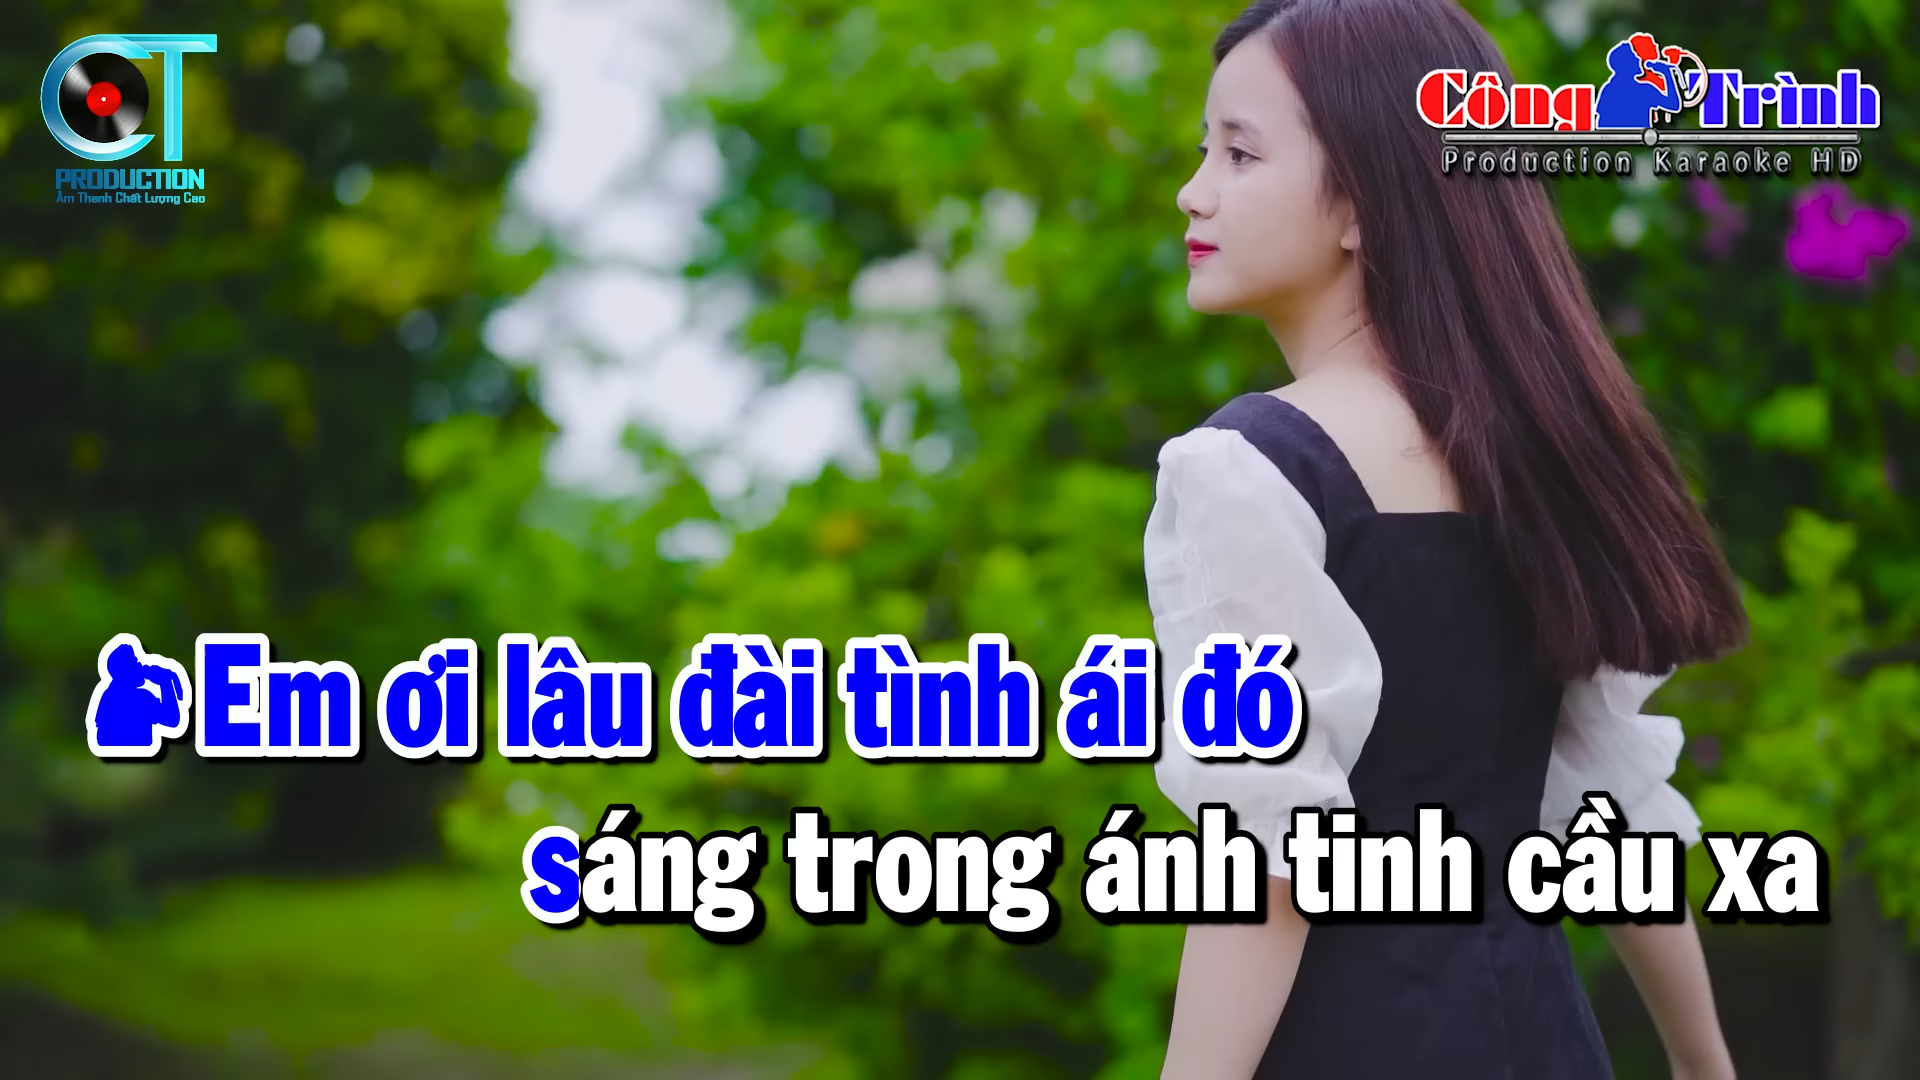 CT
PRODUCTION
Âm Thanh Chất Lượng Cao
Công Trình
Production Karaoke HD
Em ơi lâu đài tình ái đó
sáng trong ánh tinh cầu xa